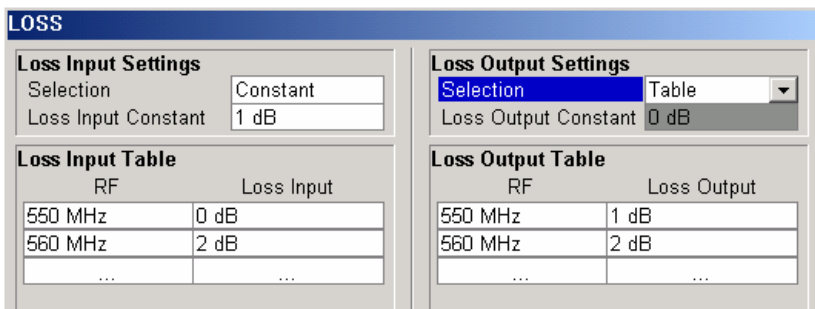 LOSS
Loss Input Settings
Selection Constant
Loss Input Constant 1 dB
Loss Input Table
RF Loss Input
550 MHz 0 dB
560 MHz 2 dB
... ...
Loss Output Settings
Selection Table
Loss Output Constant 0 dB
Loss Output Table
RF Loss Output
550 MHz 1 dB
560 MHz 2 dB
... ...